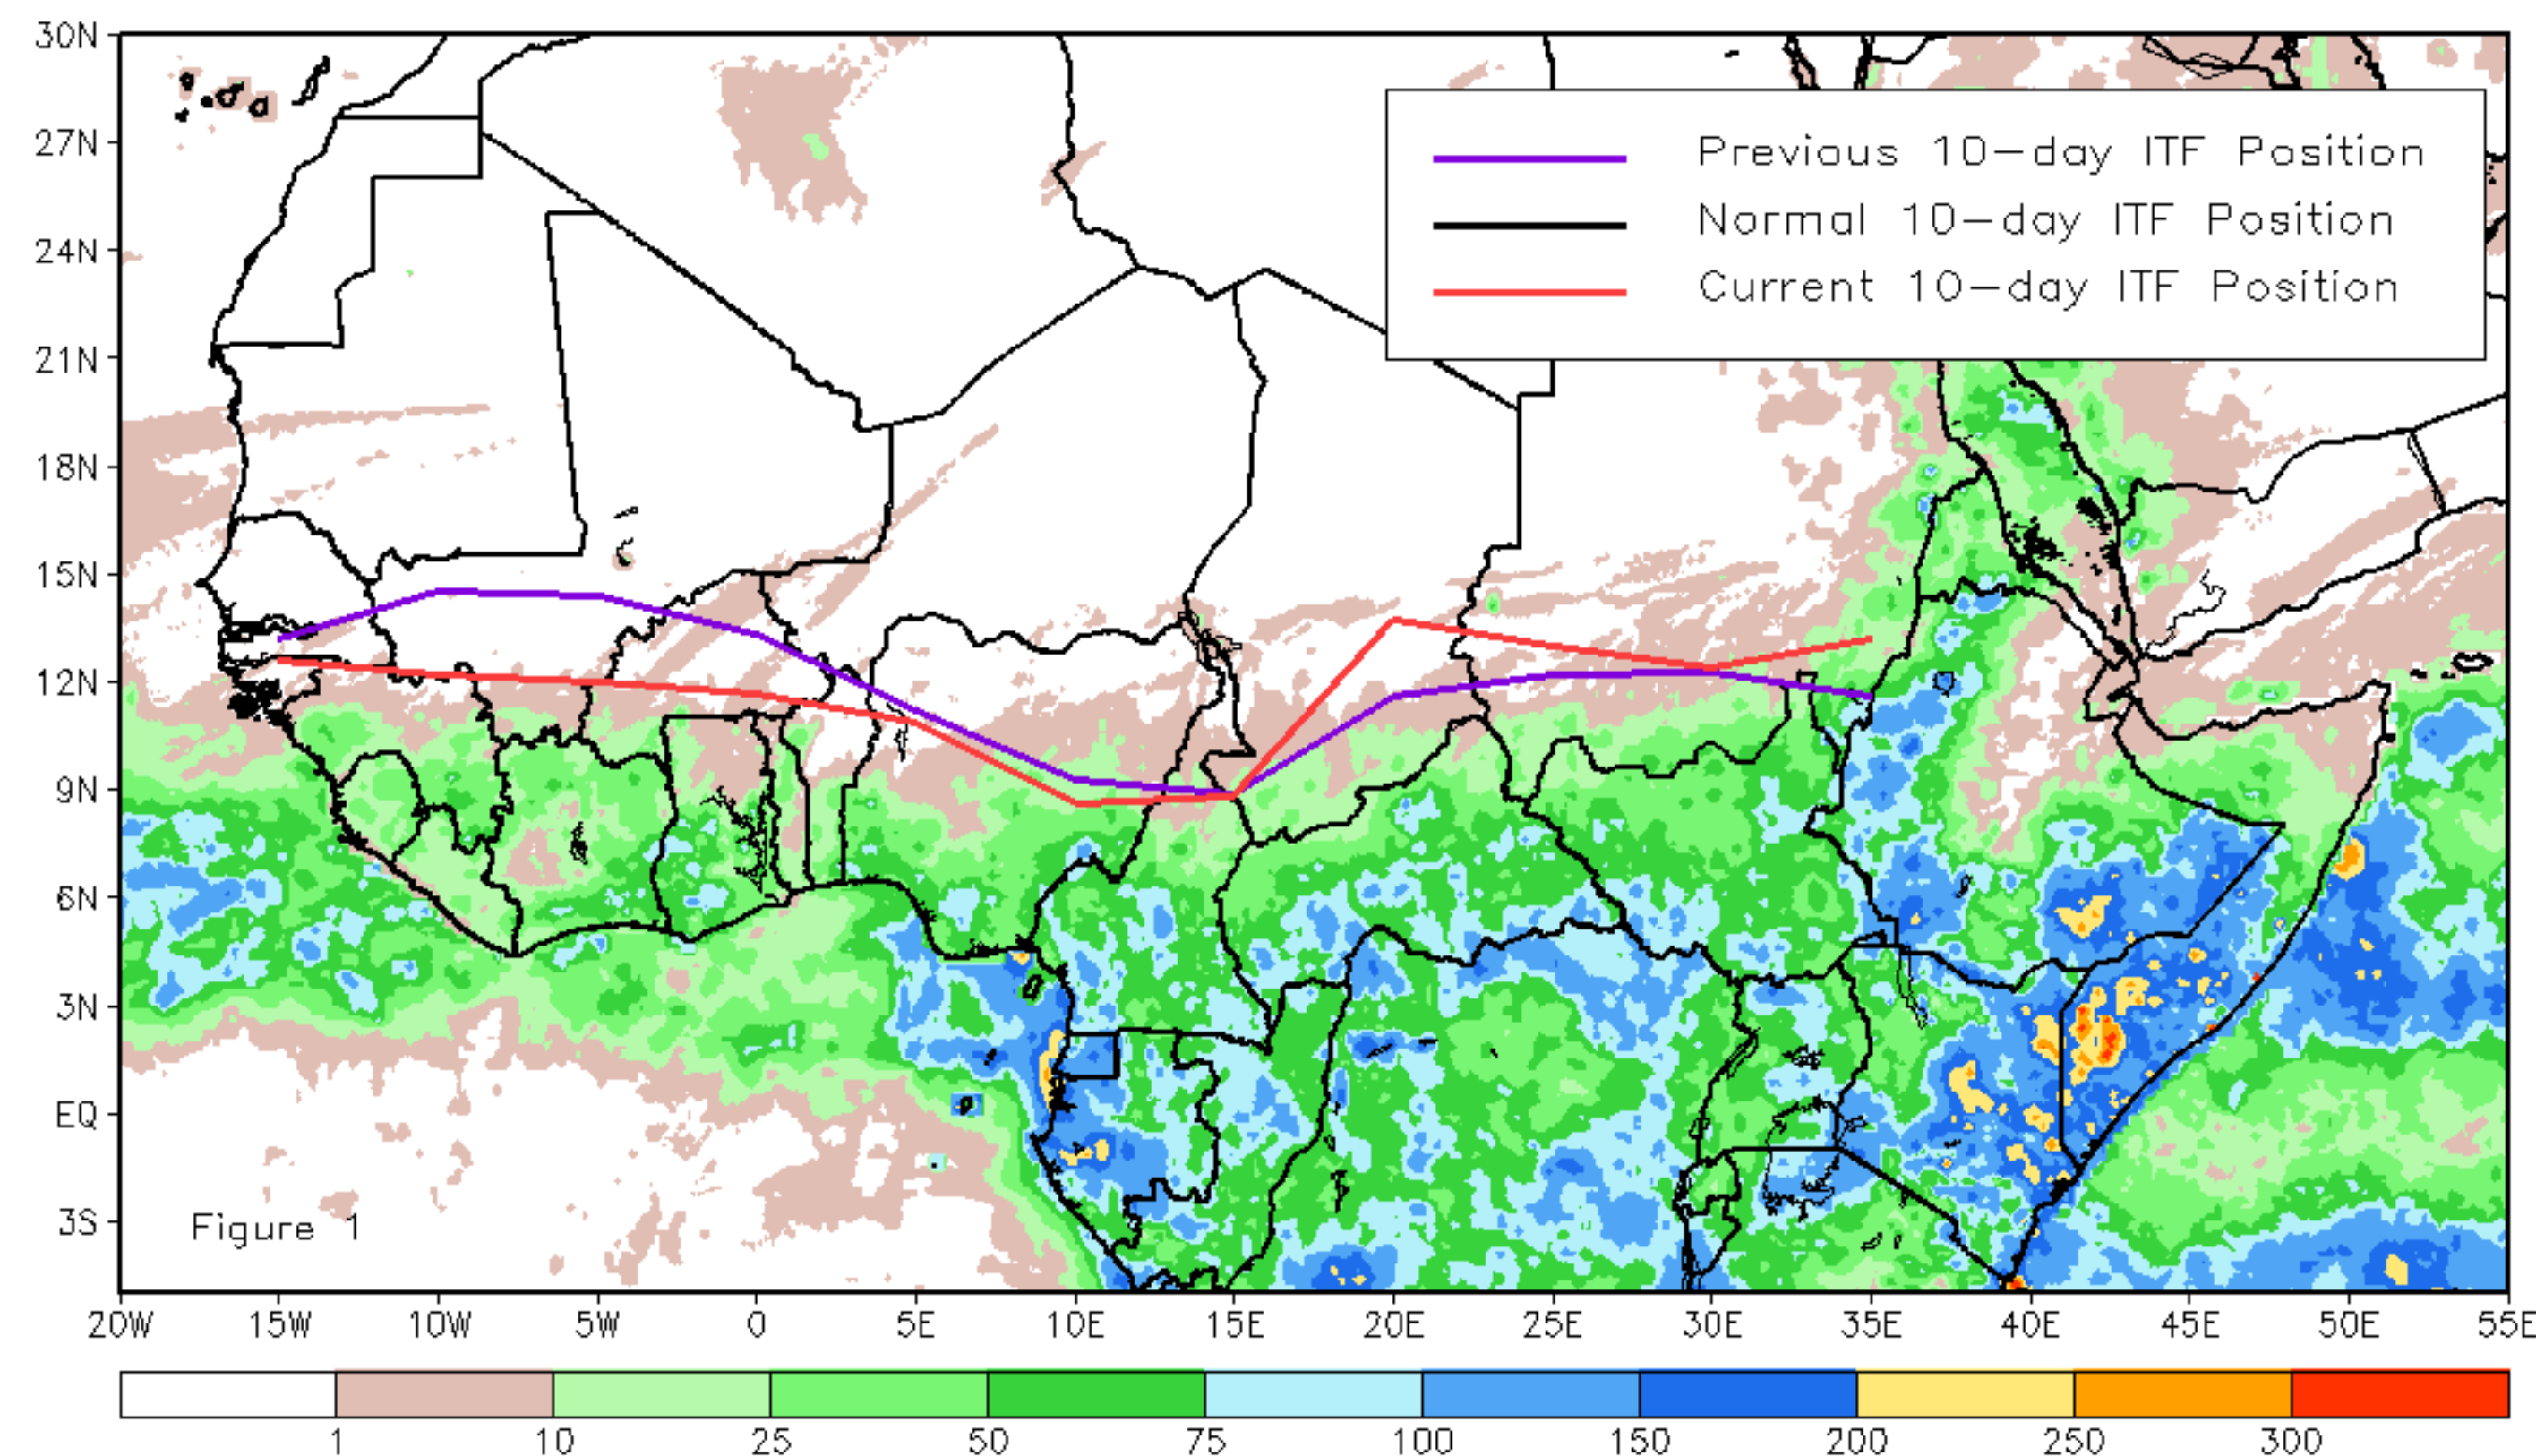 30N
27N
24N
21N
18N
15N
12N
9N
6N
3N
EQ
3S
Previous 10-day ITF Position
Normal 10-day ITF Position
Current 10-day ITF Position
Figure 1
20W 15W 10W 5W 0 5E 10E 15E 20E 25E 30E 35E 40E 45E 50E 55E
1 10 25 50 75 100 150 200 250 300